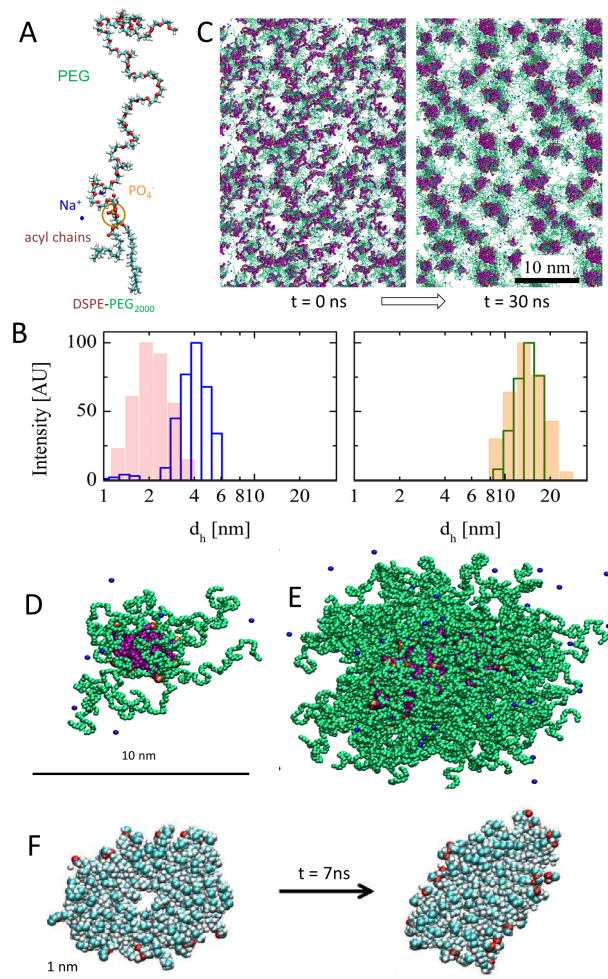 A
C
PEG
PO4-
Na+
acyl chains
DSPE-PEG2000
10 nm
t = 0 ns
t = 30 ns
B
Intensity [AU]
100
50
0
1 2 4 6 8 10 20
1 2 4 6 8 10 20
dh [nm]
dh [nm]
D
E
10 nm
F
t = 7ns
1 nm